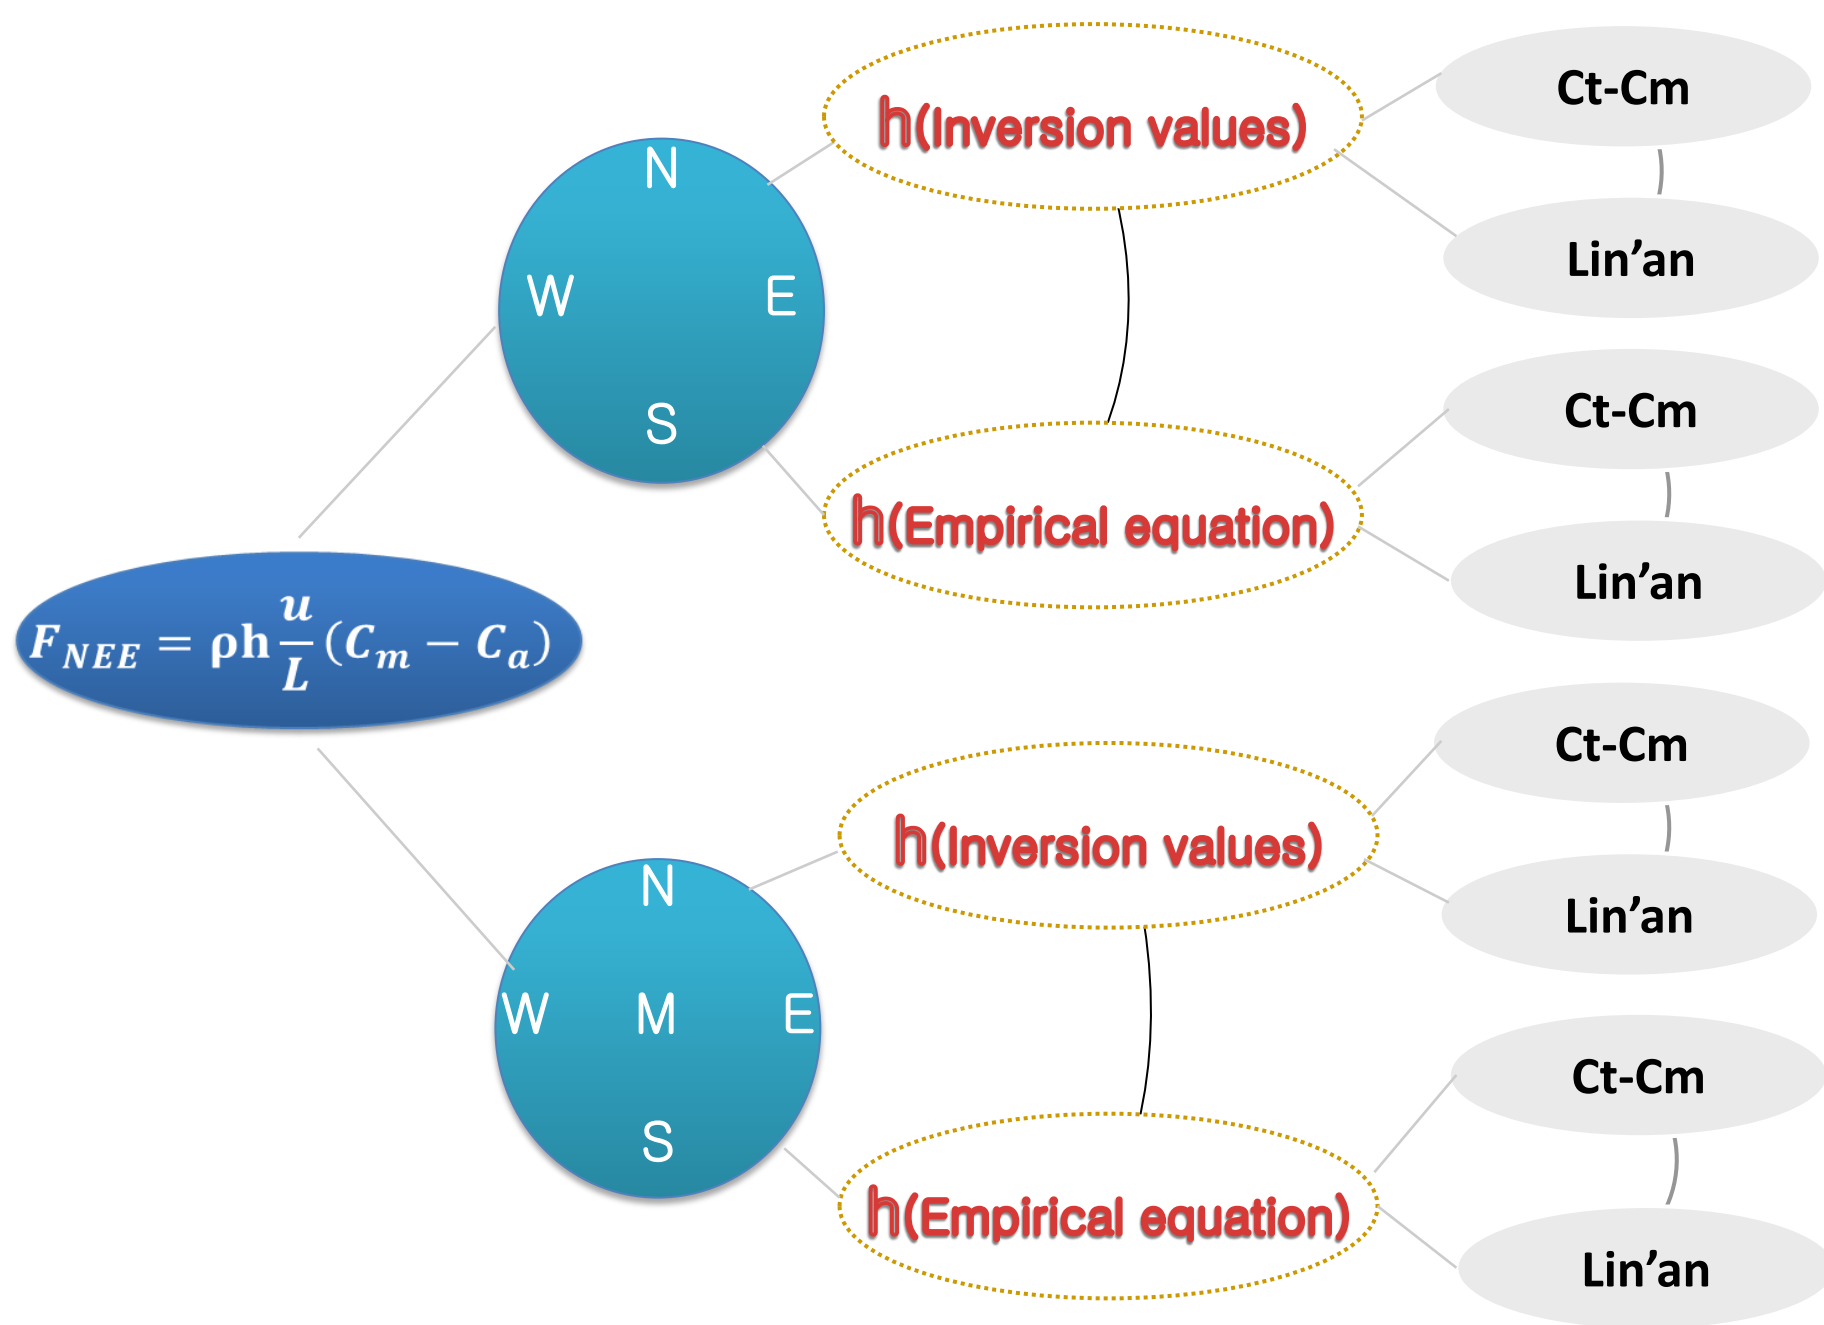 F_NEE = ρh u/L (C_m − C_a)
N
W E
S
h(Inversion values)
Ct-Cm
Lin’an
h(Empirical equation)
Ct-Cm
Lin’an
N
W M E
S
h(Inversion values)
Ct-Cm
Lin’an
h(Empirical equation)
Ct-Cm
Lin’an